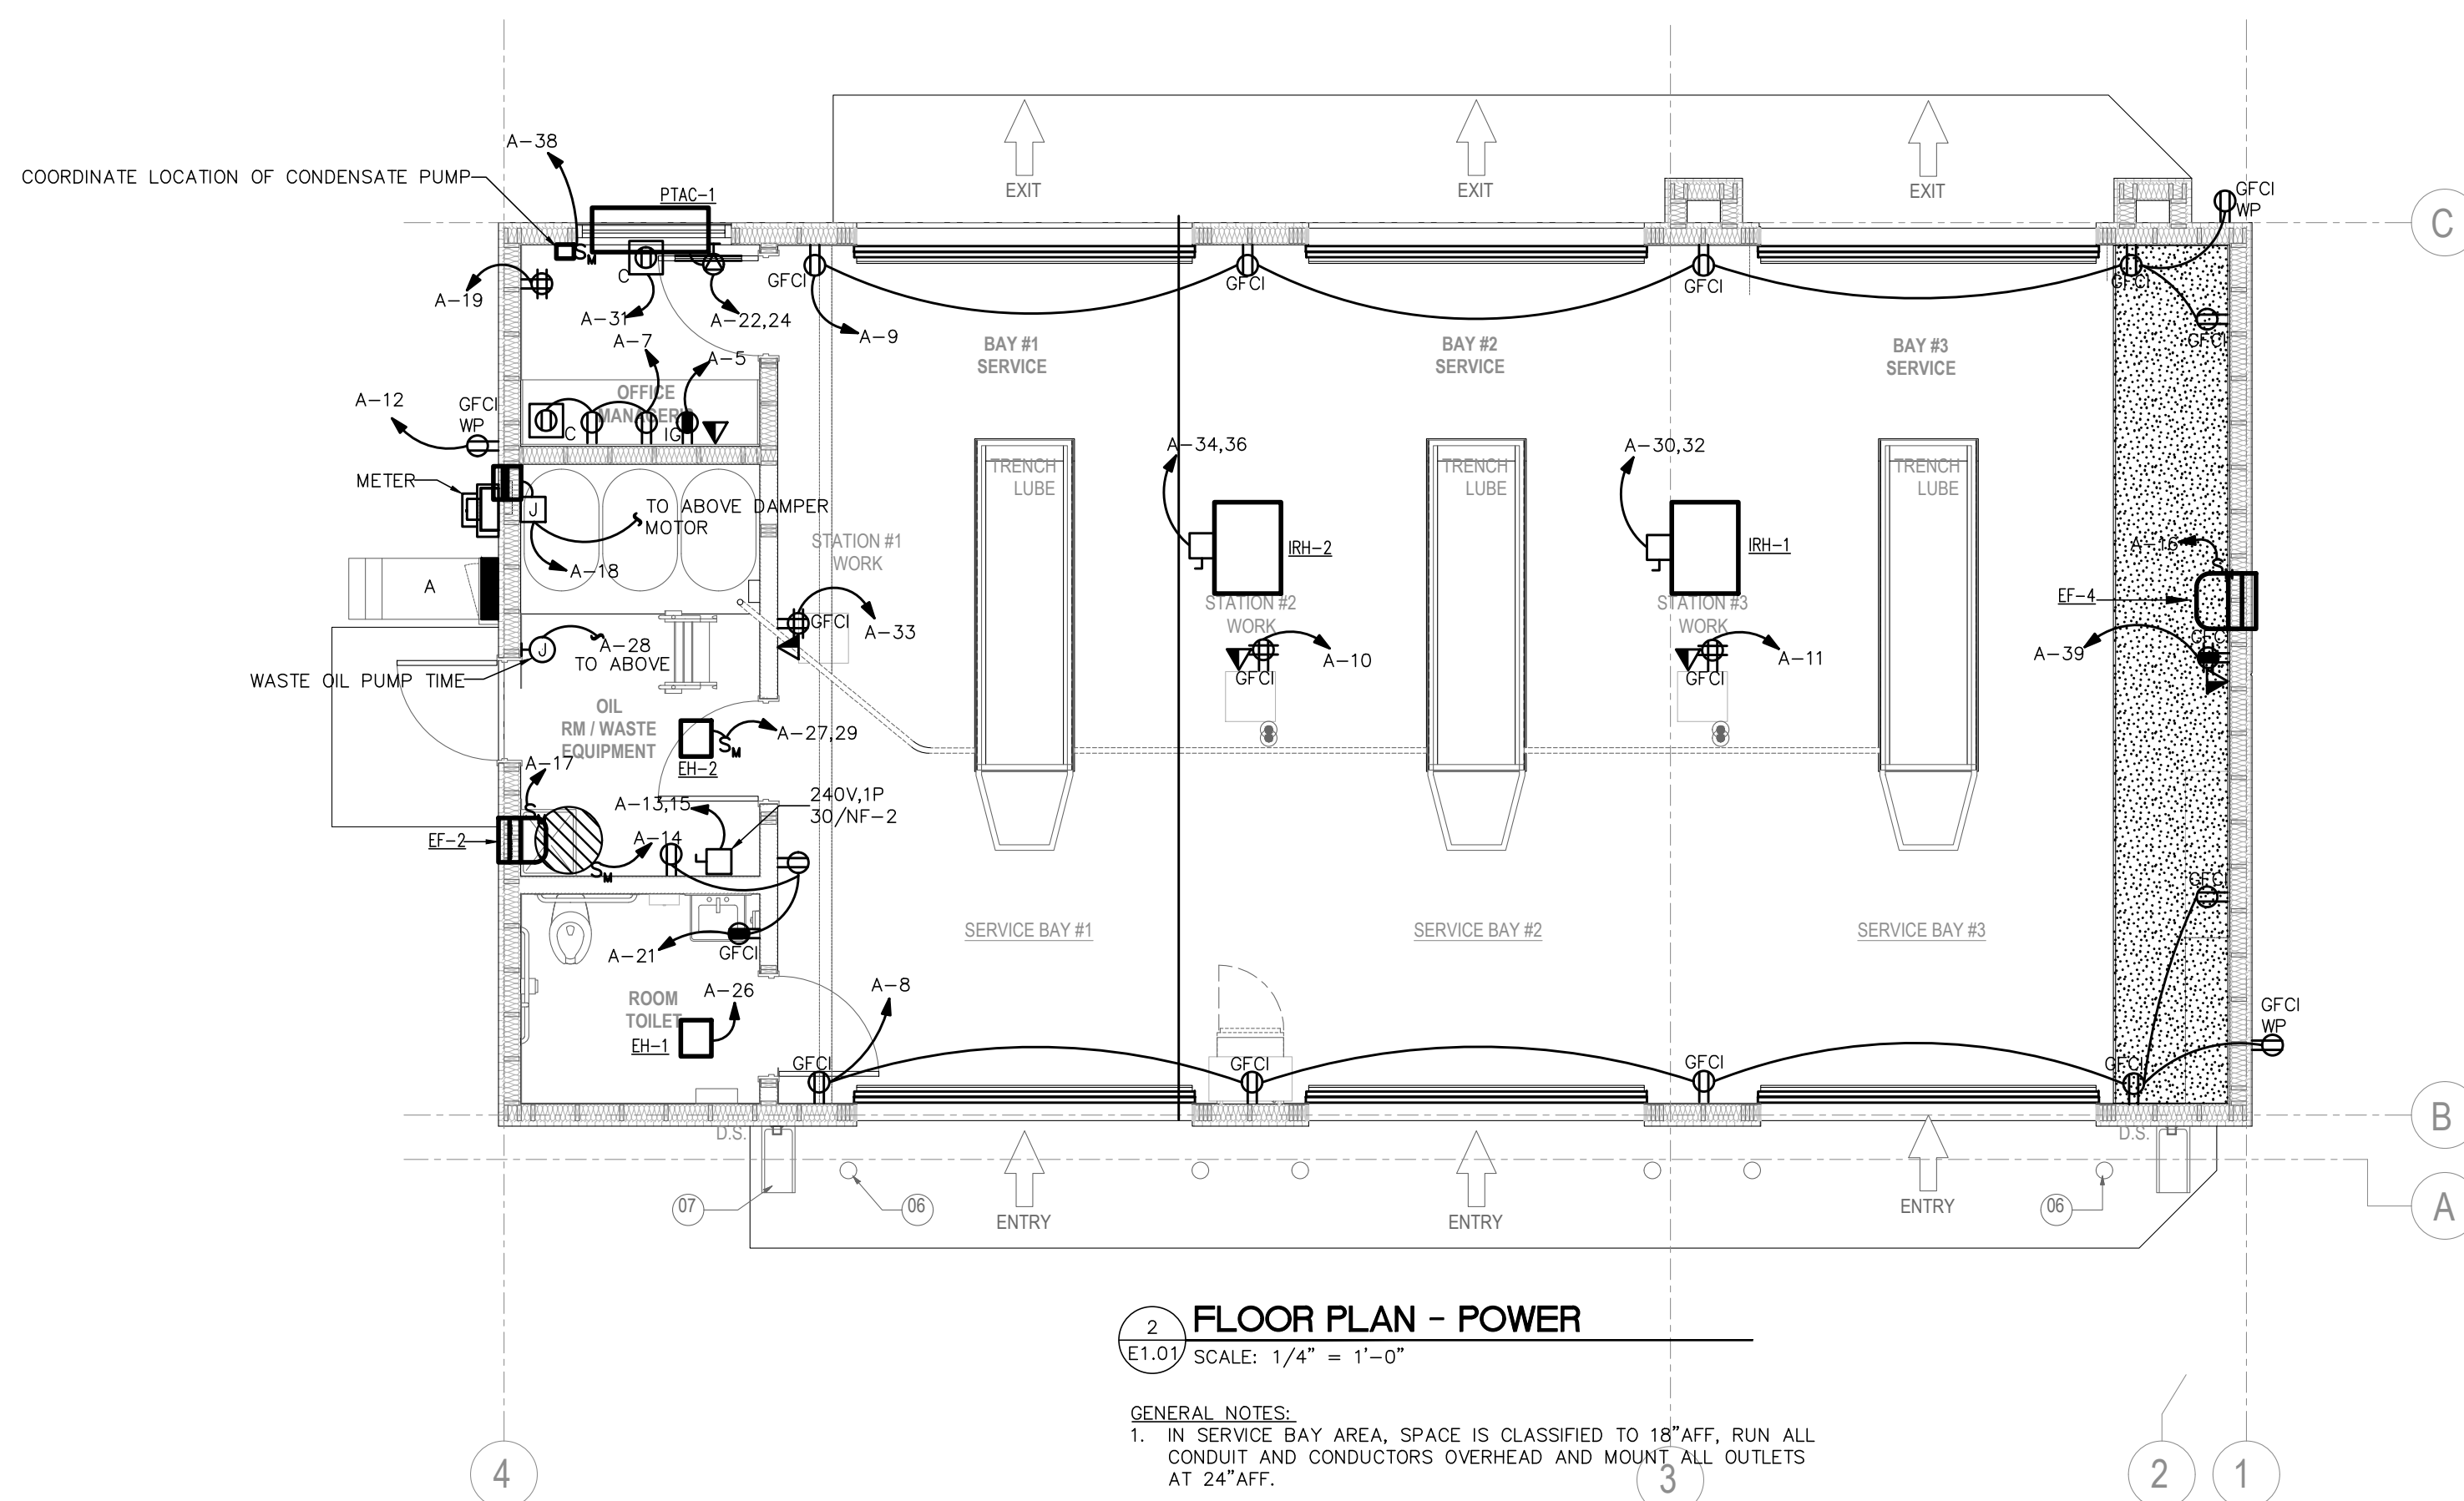 EXIT
EXIT
EXIT
A-38
COORDINATE LOCATION OF CONDENSATE PUMP
PTAC-1
GFCI
WP
C
S M
C
A-19
A-31
A-22,24
GFCI
A-9
GFCI
GFCI
GFCI
GFCI
A-7
A-5
BAY #1
SERVICE
BAY #2
SERVICE
BAY #3
SERVICE
OFFICE
MANAGER'S
C
IG
A-12
GFCI
WP
METER
J
TO ABOVE DAMPER
MOTOR
A-18
A
STATION #1
WORK
TRENCH
LUBE
A-34,36
IRH-2
TRENCH
LUBE
A-30,32
IRH-1
TRENCH
LUBE
STATION #2
WORK
STATION #3
WORK
GFCI
A-33
A-10
GFCI
A-11
GFCI
A-16
S M
EF-4
GFCI
A-39
J
A-28
TO ABOVE
WASTE OIL PUMP TIME
OIL
RM / WASTE
EQUIPMENT
S M
A-27,29
EH-2
A-17
S M
EF-2
A-13,15
240V,1P
30/NF-2
A-14
S M
GFCI
A-21
GFCI
SERVICE BAY #1
SERVICE BAY #2
SERVICE BAY #3
ROOM
TOILET
A-26
EH-1
A-8
GFCI
GFCI
GFCI
GFCI
GFCI
WP
D.S.
D.S.
B
A
07
06
06
ENTRY
ENTRY
ENTRY
2
E1.01
FLOOR PLAN - POWER
SCALE: 1/4" = 1'-0"
GENERAL NOTES:
1. IN SERVICE BAY AREA, SPACE IS CLASSIFIED TO 18"AFF, RUN ALL
CONDUIT AND CONDUCTORS OVERHEAD AND MOUNT ALL OUTLETS
AT 24"AFF.
4
3
2
1